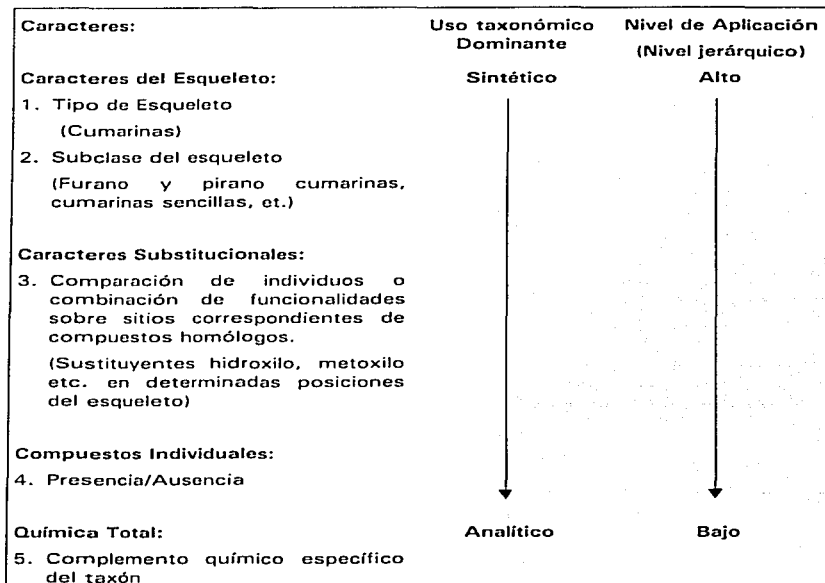 Caracteres: Uso taxonómico Nivel de Aplicación
Dominante (Nivel jerárquico)
Caracteres del Esqueleto: Sintético Alto
1. Tipo de Esqueleto
(Cumarinas)
2. Subclase del esqueleto
(Furano y pirano cumarinas,
cumarinas sencillas, et.)
Caracteres Substitucionales:
3. Comparación de individuos o
combinación de funcionalidades
sobre sitios correspondientes de
compuestos homólogos.
(Sustituyentes hidroxilo, metoxilo
etc. en determinadas posiciones
del esqueleto)
Compuestos Individuales:
4. Presencia/Ausencia
Química Total: Analítico Bajo
5. Complemento químico específico
del taxón